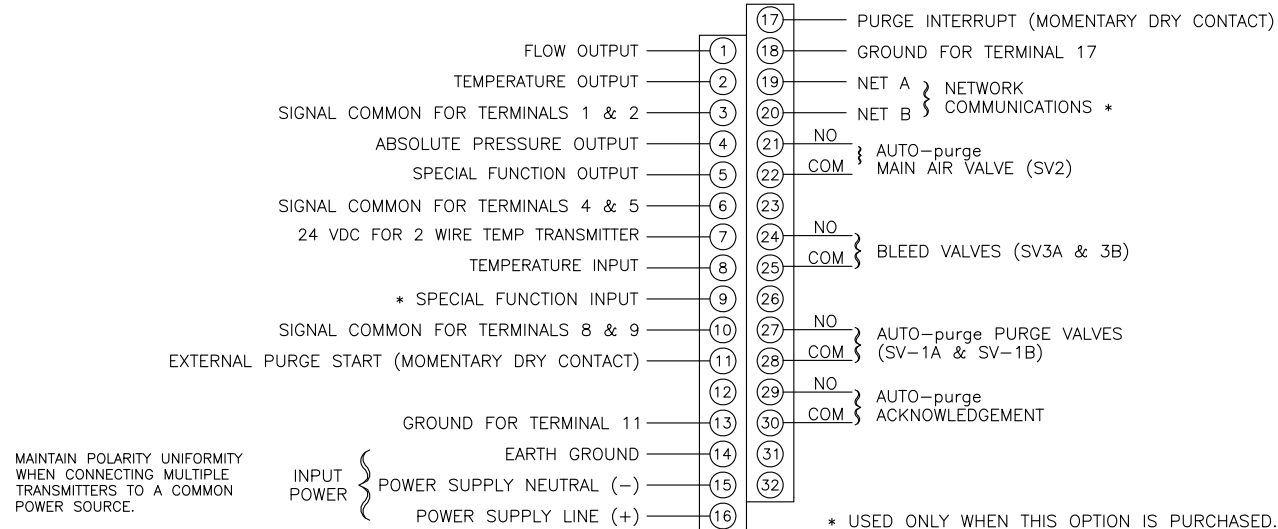 FLOW OUTPUT 1
TEMPERATURE OUTPUT 2
SIGNAL COMMON FOR TERMINALS 1 & 2 3
ABSOLUTE PRESSURE OUTPUT 4
SPECIAL FUNCTION OUTPUT 5
SIGNAL COMMON FOR TERMINALS 4 & 5 6
24 VDC FOR 2 WIRE TEMP TRANSMITTER 7
TEMPERATURE INPUT 8
* SPECIAL FUNCTION INPUT 9
SIGNAL COMMON FOR TERMINALS 8 & 9 10
EXTERNAL PURGE START (MOMENTARY DRY CONTACT) 11
12
GROUND FOR TERMINAL 11 13
EARTH GROUND 14
INPUT
POWER
POWER SUPPLY NEUTRAL (-) 15
POWER SUPPLY LINE (+) 16
MAINTAIN POLARITY UNIFORMITY
WHEN CONNECTING MULTIPLE
TRANSMITTERS TO A COMMON
POWER SOURCE.
17 PURGE INTERRUPT (MOMENTARY DRY CONTACT)
18 GROUND FOR TERMINAL 17
19 NET A
20 NET B
NETWORK
COMMUNICATIONS *
21 NO
22 COM
AUTO-purge
MAIN AIR VALVE (SV2)
23
24 NO
25 COM
BLEED VALVES (SV3A & 3B)
26
27 NO
28 COM
AUTO-purge PURGE VALVES
(SV-1A & SV-1B)
29 NO
30 COM
AUTO-purge
ACKNOWLEDGEMENT
31
32
* USED ONLY WHEN THIS OPTION IS PURCHASED.